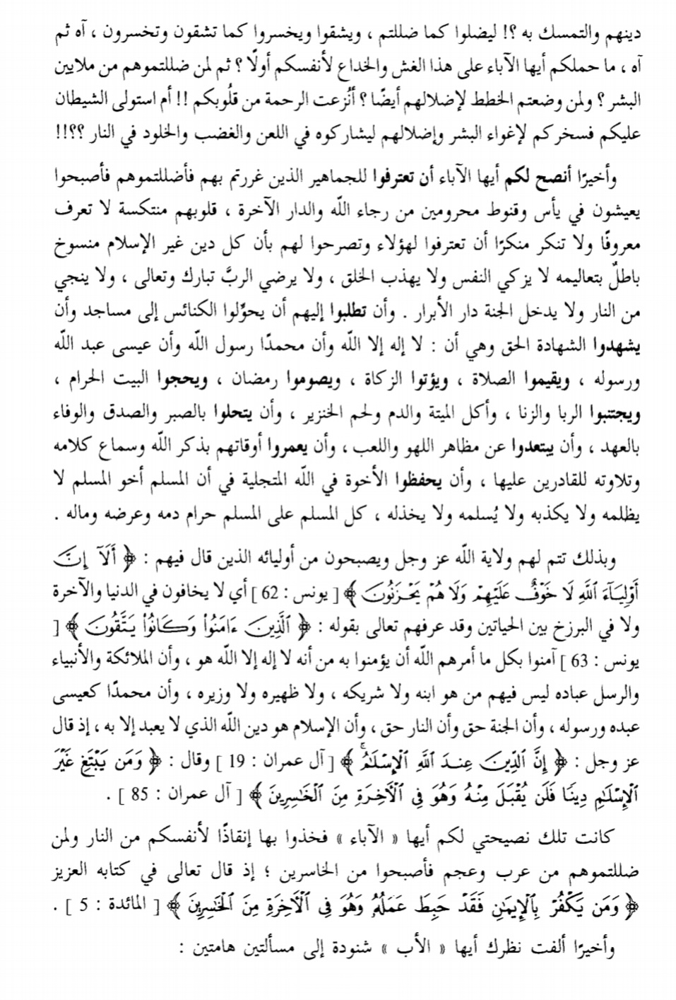 دينهم والتمسك به ؟! ليضلوا كما ضللتم ، ويشقوا ويخسروا كما تشقون وتخسرون ، آه ثم
آه ، ما حملكم أيها الآباء على هذا الغش والخداع لأنفسكم أولًا ؟ ثم لمن ضللتموهم من ملايين
البشر ؟ ولمن وضعتم الخطط لإضلالهم أيضًا ؟ أنُزعت الرحمة من قلُوبكم !! أم استولى الشيطان
عليكم فسخركم لإغواء البشر وإضلالهم ليشاركوه في اللعن والغضب والخلود في النار ؟؟!!
وأخيرًا أنصح لكم أيها الآباء أن تعترفوا للجماهير الذين غررتم بهم فأضللتموهم فأصبحوا
يعيشون في يأس وقنوط محرومين من رجاء اللّه والدار الآخرة ، قلوبهم منتكسة لا تعرف
معروفًا ولا تنكر منكرًا أن تعترفوا لهؤلاء وتصرحوا لهم بأن كل دين غير الإسلام منسوخ
باطلٌ بتعاليمه لا يزكي النفس ولا يهذب الخلق ، ولا يرضي الربَّ تبارك وتعالى ، ولا ينجي
من النار ولا يدخل الجنة دار الأبرار . وأن تطلبوا إليهم أن يحوِّلوا الكنائس إلى مساجد وأن
يشهدوا الشهادة الحق وهي أن : لا إله إلا اللّه وأن محمدًا رسول اللّه وأن عيسى عبد اللّه
ورسوله ، ويقيموا الصلاة ، ويؤتوا الزكاة ، ويصوموا رمضان ، ويحجوا البيت الحرام ،
ويجتنبوا الربا والزنا ، وأكل الميتة والدم ولحم الخنزير ، وأن يتحلوا بالصبر والصدق والوفاء
بالعهد ، وأن يبتعدوا عن مظاهر اللهو واللعب ، وأن يعمروا أوقاتهم بذكر اللّه وسماع كلامه
وتلاوته للقادرين عليها ، وأن يحفظوا الأخوة في اللّه المتجلية في أن المسلم أخو المسلم لا
يظلمه ولا يكذبه ولا يُسلمه ولا يخذله ، كل المسلم على المسلم حرام دمه وعرضه وماله .
وبذلك تتم لهم ولاية اللّه عز وجل ويصبحون من أوليائه الذين قال فيهم : ﴿ أَلَآ إِنَّ
أَوْلِيَآءَ ٱللَّهِ لَا خَوْفٌ عَلَيْهِمْ وَلَا هُمْ يَحْزَنُونَ ﴾ [ يونس : 62 ] أي لا يخافون في الدنيا والآخرة
ولا في البرزخ بين الحياتين وقد عرفهم تعالى بقوله : ﴿ ٱلَّذِينَ ءَامَنُوا۟ وَكَانُوا۟ يَتَّقُونَ ﴾ [
يونس : 63 ] آمنوا بكل ما أمرهم اللّه أن يؤمنوا به من أنه لا إله إلا اللّه هو ، وأن الملائكة والأنبياء
والرسل عباده ليس فيهم من هو ابنه ولا شريكه ، ولا ظهيره ولا وزيره ، وأن محمدًا كعيسى
عبده ورسوله ، وأن الجنة حق وأن النار حق ، وأن الإسلام هو دين اللّه الذي لا يعبد إلا به ، إذ قال
عز وجل : ﴿ إِنَّ ٱلدِّينَ عِندَ ٱللَّهِ ٱلْإِسْلَٰمُ ۗ ﴾ [ آل عمران : 19 ] وقال : ﴿ وَمَن يَبْتَغِ غَيْرَ
ٱلْإِسْلَٰمِ دِينًا فَلَن يُقْبَلَ مِنْهُ وَهُوَ فِى ٱلْءَاخِرَةِ مِنَ ٱلْخَٰسِرِينَ ﴾ [ آل عمران : 85 ] .
كانت تلك نصيحتي لكم أيها « الآباء » فخذوا بها إنقاذًا لأنفسكم من النار ولمن
ضللتموهم من عرب وعجم فأصبحوا من الخاسرين ؛ إذ قال تعالى في كتابه العزيز
﴿ وَمَن يَكْفُرْ بِٱلْإِيمَٰنِ فَقَدْ حَبِطَ عَمَلُهُۥ وَهُوَ فِى ٱلْءَاخِرَةِ مِنَ ٱلْخَٰسِرِينَ ﴾ [ المائدة : 5 ] .
وأخيرًا ألفت نظرك أيها « الأب » شنودة إلى مسألتين هامتين :